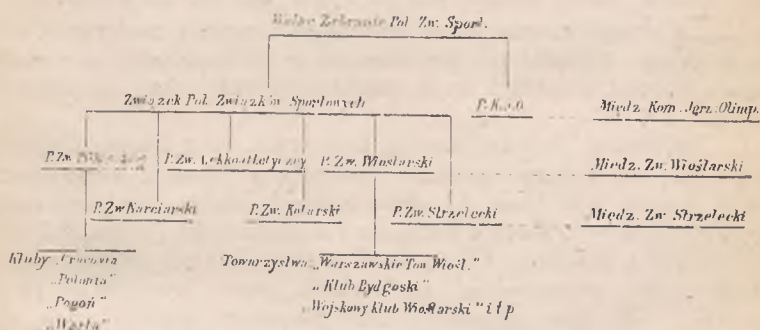 Walne Zebranie Pol. Zw. Sport.
Związek Pol. Związków Sportowych
Międz. Kom. Igrz. Olimp.
P. Zw. P. Zw. Lekkoatletyczny P. Zw. Wioślarski Międz. Zw. Wioślarski
P. Zw Narciarski P. Zw. Kolarski P. Zw. Strzelecki Międz. Zw. Strzelecki
Kluby „Cracovia" Towarzystwa „Warszawskie Tow. Wiośl."
„Polonia" „Klub Bydgoski"
„Pogoń" „Wojskowy Klub Wioślarski" i t p
„Warta"